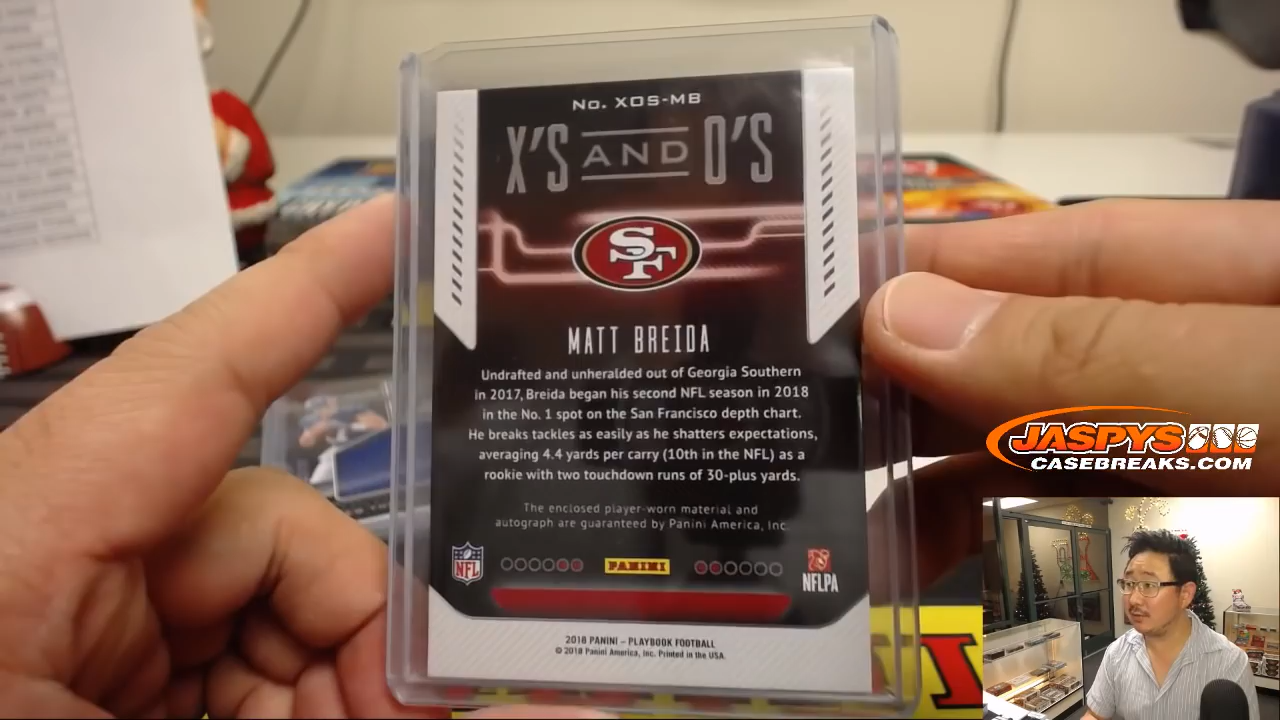 No. XOS-MB
X'S AND O'S
SF
MATT BREIDA
Undrafted and unheralded out of Georgia Southern
in 2017, Breida began his second NFL season in 2018
in the No. 1 spot on the San Francisco depth chart.
He breaks tackles as easily as he shatters expectations,
averaging 4.4 yards per carry (10th in the NFL) as a
rookie with two touchdown runs of 30-plus yards.
The enclosed player-worn material and
autograph are guaranteed by Panini America, Inc.
NFL
PANINI
NFLPA
2018 PANINI – PLAYBOOK FOOTBALL
© 2018 Panini America, Inc. Printed in the USA.
JASPYS
CASEBREAKS.COM